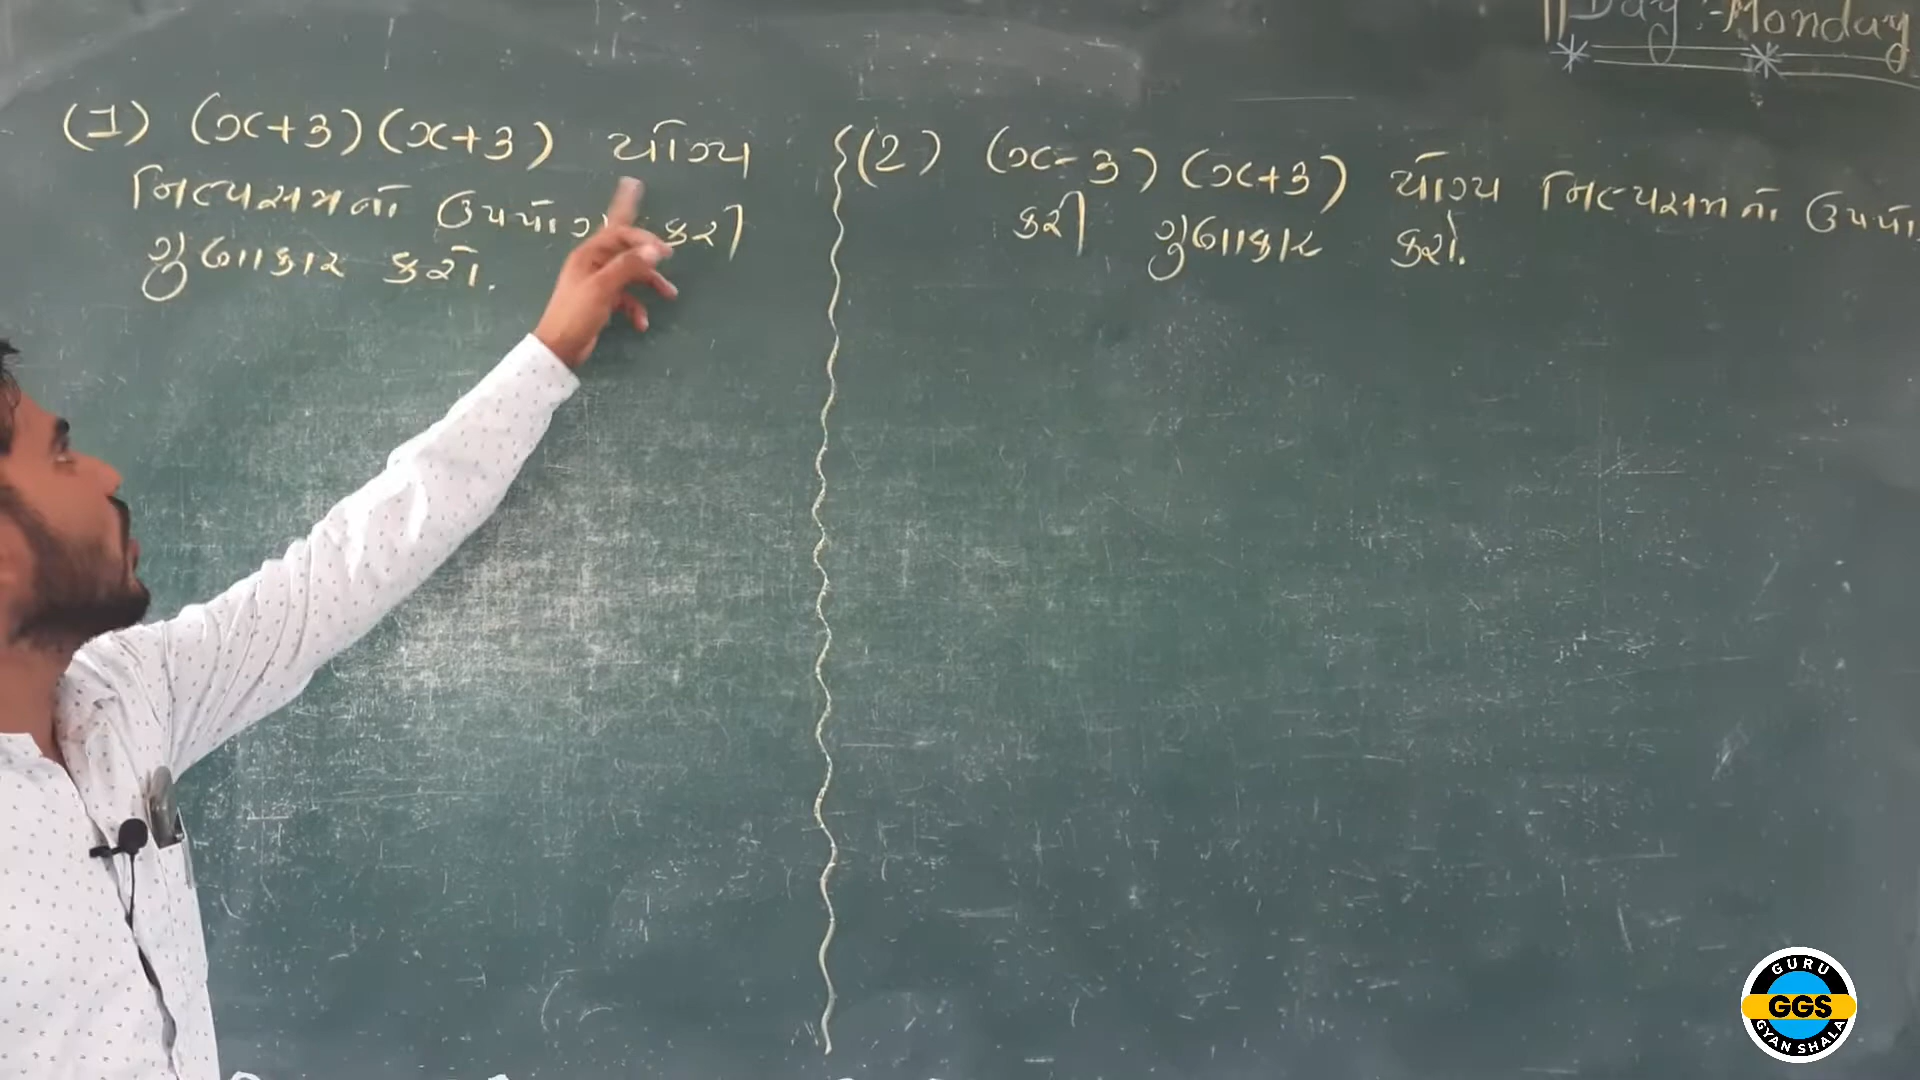 Day :- Monday
(1) (x+3)(x+3) યોગ્ય
નિત્યસમનો ઉપયોગ કરી
ગુણાકાર કરો.
(2) (x-3)(x+3) યોગ્ય નિત્યસમનો ઉપયો
કરી ગુણાકાર કરો.
GURU
GGS
GYAN SHALA